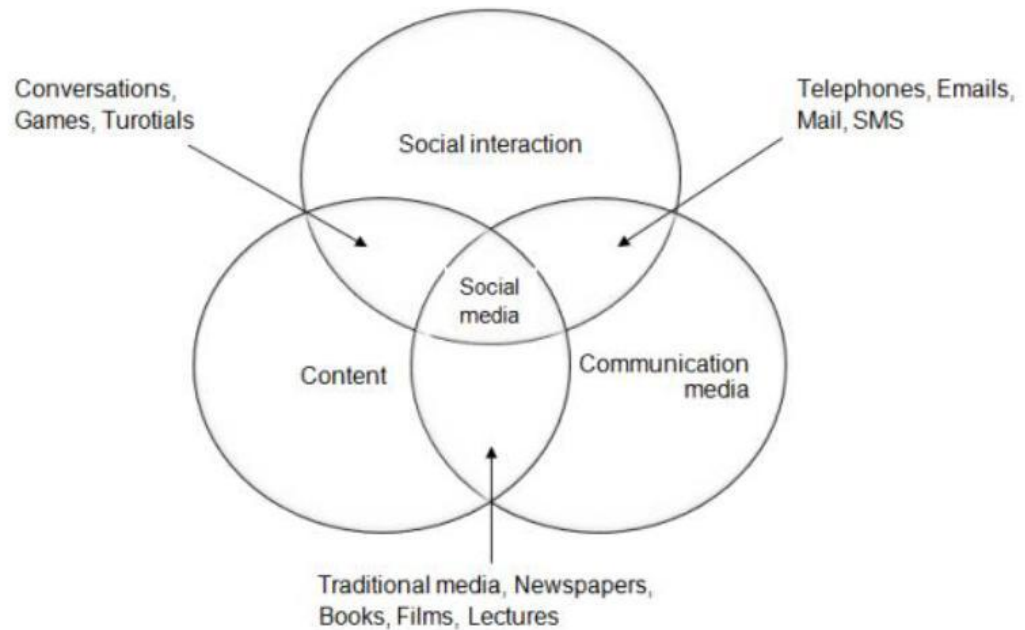 Conversations,
Games, Turotials
Telephones, Emails,
Mail, SMS
Social interaction
Social
media
Content
Communication
media
Traditional media, Newspapers,
Books, Films, Lectures